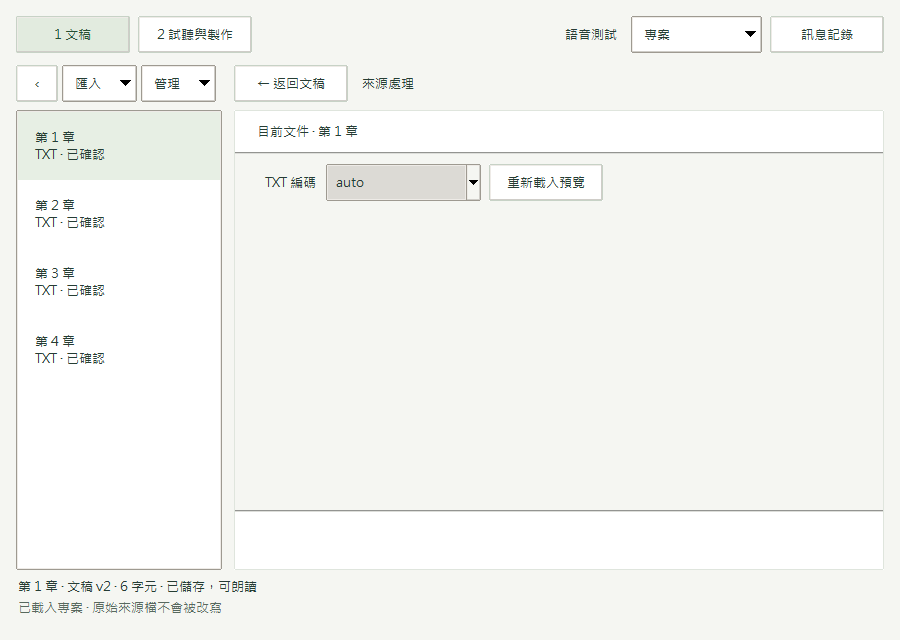 1 文稿
2 試聽與製作
語音測試
專案
訊息記錄
‹
匯入
管理
← 返回文稿
來源處理
第 1 章
TXT · 已確認
第 2 章
TXT · 已確認
第 3 章
TXT · 已確認
第 4 章
TXT · 已確認
目前文件 · 第 1 章
TXT 編碼
auto
重新載入預覽
第 1 章 · 文稿 v2 · 6 字元 · 已儲存，可朗讀
已載入專案 · 原始來源檔不會被改寫